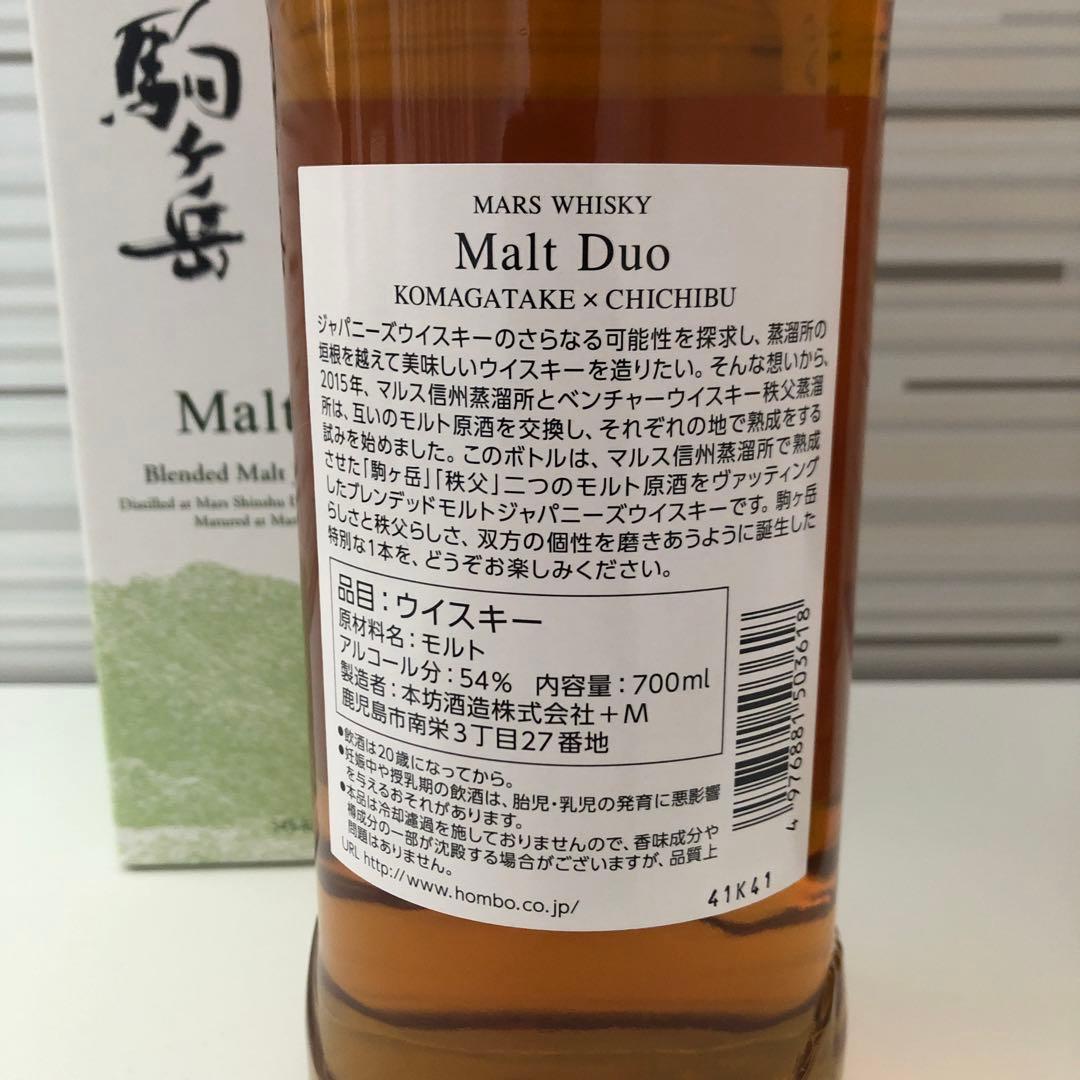 駒ヶ岳
Malt
Blended Malt
Distilled at Mars Shinshu
Matured at
MARS WHISKY
Malt Duo
KOMAGATAKE × CHICHIBU
ジャパニーズウイスキーのさらなる可能性を探求し、蒸溜所の
垣根を越えて美味しいウイスキーを造りたい。そんな想いから、
2015年、マルス信州蒸溜所とベンチャーウイスキー秩父蒸溜
所は、互いのモルト原酒を交換し、それぞれの地で熟成をする
試みを始めました。このボトルは、マルス信州蒸溜所で熟成
させた「駒ヶ岳」「秩父」二つのモルト原酒をヴァッティング
したブレンデッドモルトジャパニーズウイスキーです。駒ヶ岳
らしさと秩父らしさ、双方の個性を磨きあうように誕生した
特別な1本を、どうぞお楽しみください。
品目：ウイスキー
原材料名：モルト
アルコール分：54% 内容量：700ml
製造者：本坊酒造株式会社＋M
鹿児島市南栄3丁目27番地
●飲酒は20歳になってから。
●妊娠中や授乳期の飲酒は、胎児・乳児の発育に悪影響
を与えるおそれがあります。
●本品は冷却濾過を施しておりませんので、香味成分や
樽成分の一部が沈殿する場合がございますが、品質上
問題はありません。
URL http://www.hombo.co.jp/
4 976881 503618
41K41